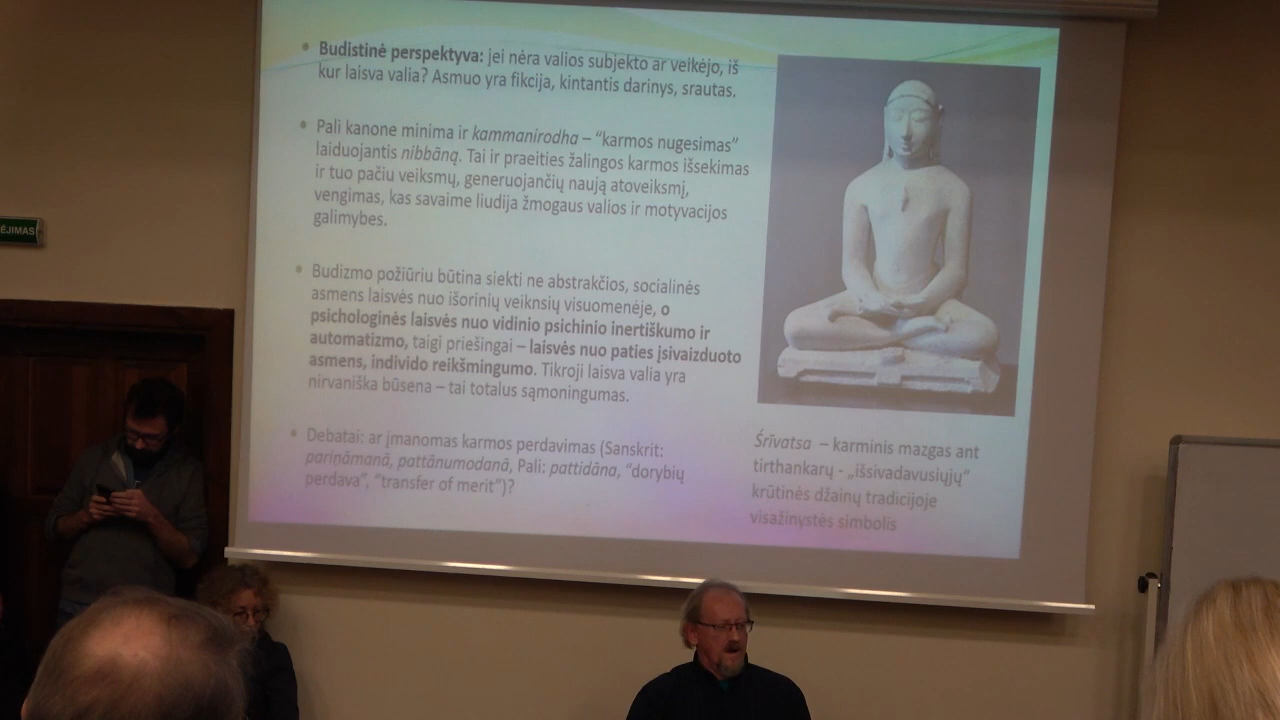 Budistinė perspektyva: jei nėra valios subjekto ar veikėjo, iš
kur laisva valia? Asmuo yra fikcija, kintantis darinys, srautas.
Pali kanone minima ir kammanirodha – “karmos nugesimas”
laiduojantis nibbāną. Tai ir praeities žalingos karmos išsekimas
ir tuo pačiu veiksmų, generuojančių naują atoveiksmį,
vengimas, kas savaime liudija žmogaus valios ir motyvacijos
galimybes.
Budizmo požiūriu būtina siekti ne abstrakčios, socialinės
asmens laisvės nuo išorinių veiknsių visuomenėje, o
psichologinės laisvės nuo vidinio psichinio inertiškumo ir
automatizmo, taigi priešingai – laisvės nuo paties įsivaizduoto
asmens, individo reikšmingumo. Tikroji laisva valia yra
nirvaniška būsena – tai totalus sąmoningumas.
Debatai: ar įmanomas karmos perdavimas (Sanskrit:
pariṇāmanā, pattānumodanā, Pali: pattidāna, “dorybių
perdava”, “transfer of merit”)?
Śrīvatsa – karminis mazgas ant
tirthankarų - „išsivadavusiųjų“
krūtinės džainų tradicijoje
visažinystės simbolis
ĖJIMAS